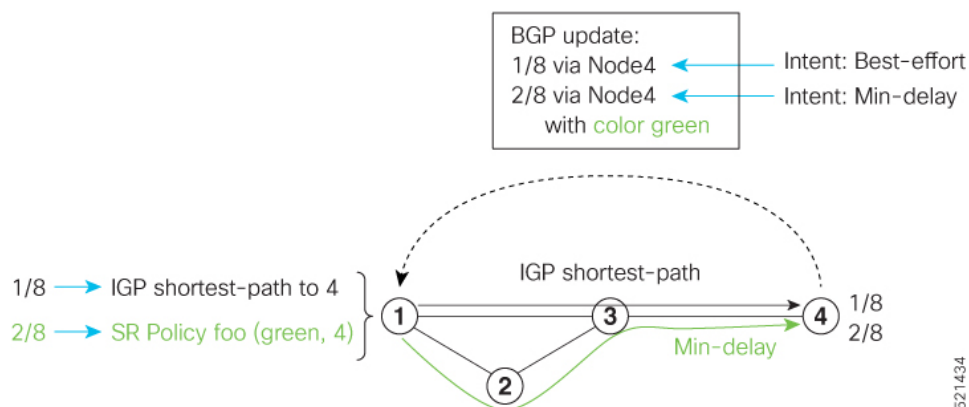 BGP update:
1/8 via Node4
Intent: Best-effort
2/8 via Node4
Intent: Min-delay
with color green
1/8
IGP shortest-path to 4
2/8
SR Policy foo (green, 4)
IGP shortest-path
1
3
4
1/8
2/8
Min-delay
2
521434